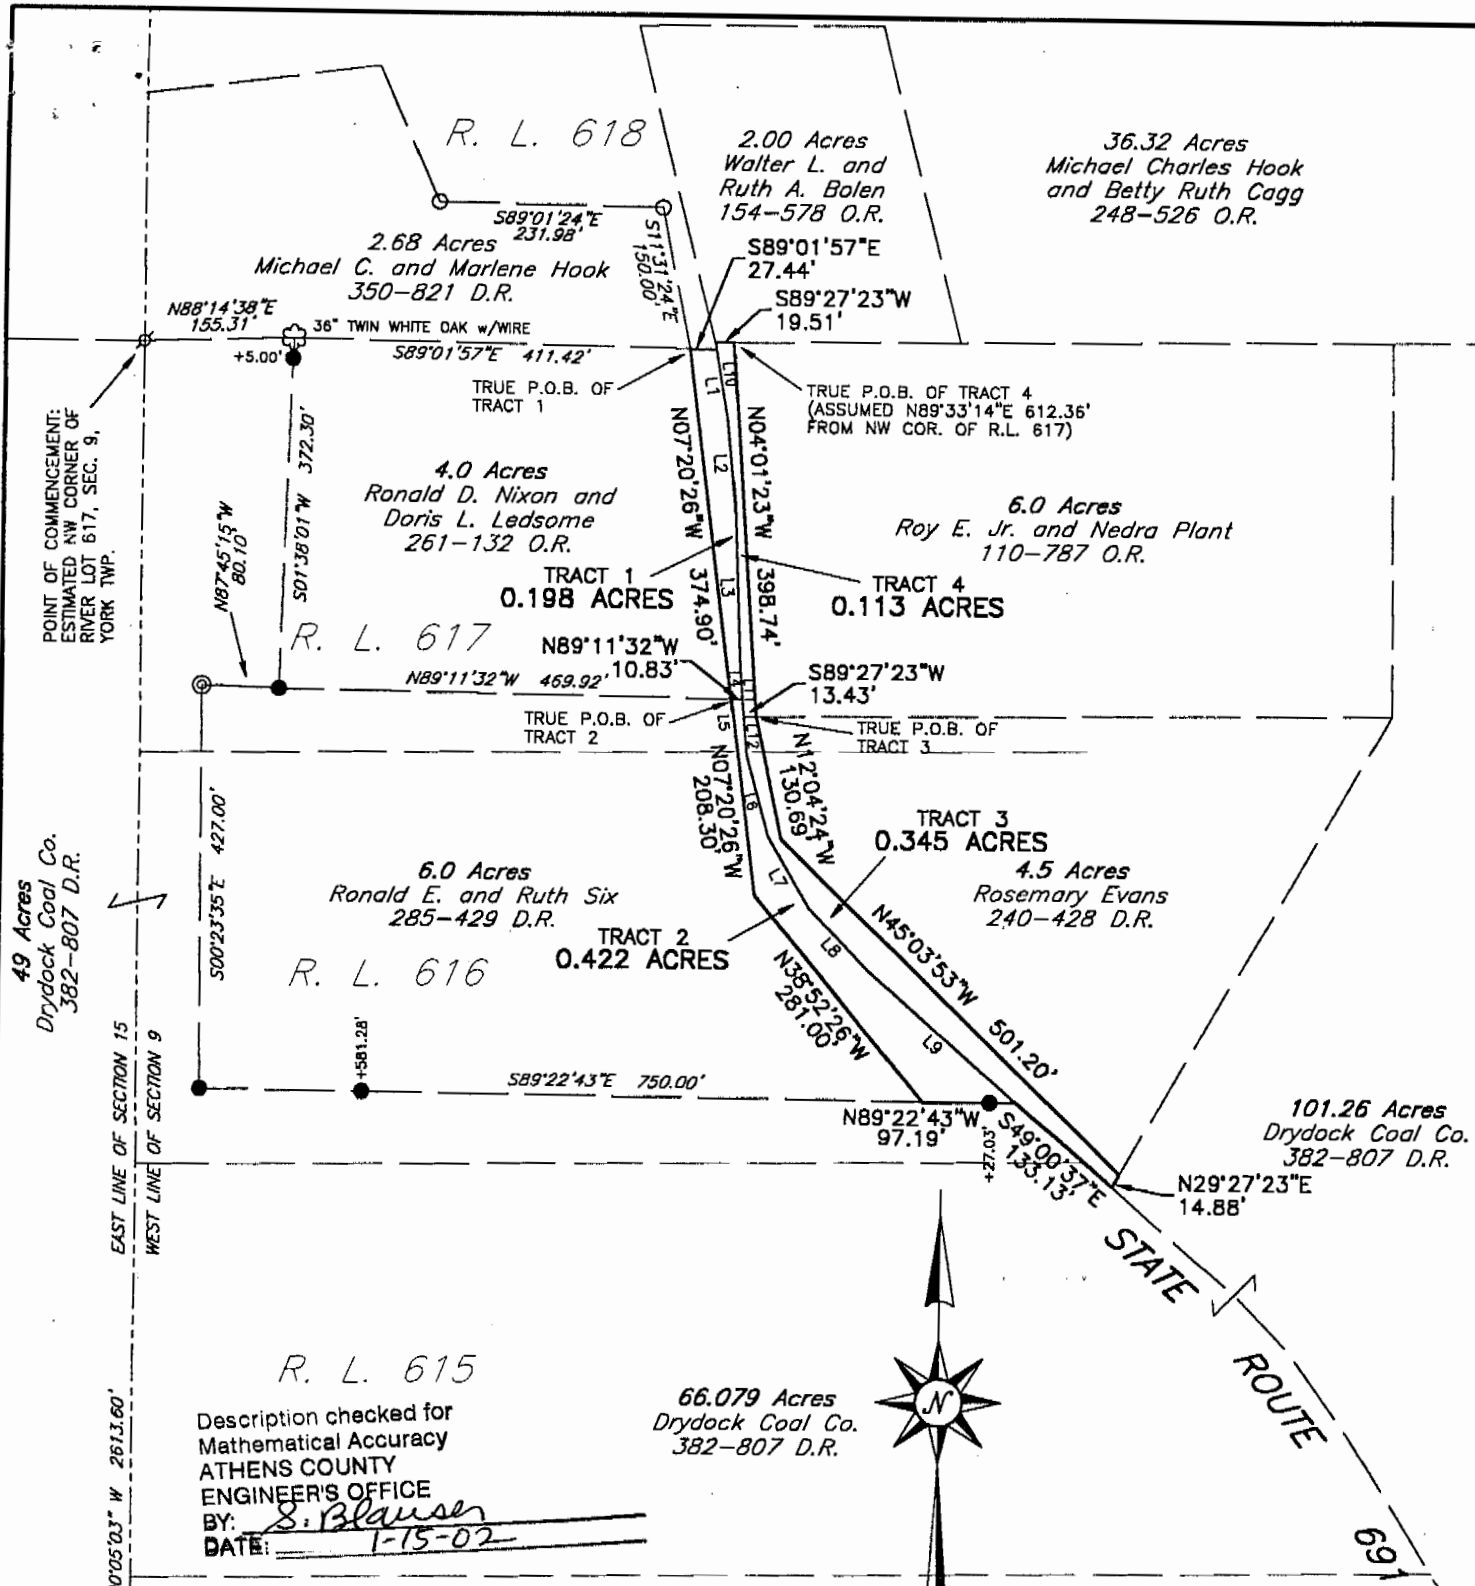 R. L. 618
2.00 Acres
Walter L. and
Ruth A. Bolen
154-578 O.R.
36.32 Acres
Michael Charles Hook
and Betty Ruth Cagg
248-526 O.R.
S89°01'24"E
231.98'
S11°31'24"E
150.00'
2.68 Acres
Michael C. and Marlene Hook
350-821 D.R.
S89°01'57"E
27.44'
S89°27'23"W
19.51'
N88°14'38"E
155.31'
36" TWIN WHITE OAK w/WIRE
+5.00'
S89°01'57"E 411.42'
TRUE P.O.B. OF
TRACT 1
L1
L10
TRUE P.O.B. OF TRACT 4
(ASSUMED N89°33'14"E 612.36'
FROM NW COR. OF R.L. 617)
POINT OF COMMENCEMENT:
ESTIMATED NW CORNER OF
RIVER LOT 617, SEC. 9,
YORK TWP.
S01°38'01"W 372.30'
N87°45'15"W
80.10'
4.0 Acres
Ronald D. Nixon and
Doris L. Ledsome
261-132 O.R.
N07°20'26"W 374.90'
L2
L3
N04°01'23"W 398.74'
6.0 Acres
Roy E. Jr. and Nedra Plant
110-787 O.R.
TRACT 1
0.198 ACRES
TRACT 4
0.113 ACRES
R. L. 617
N89°11'32"W
10.83'
S89°27'23"W
13.43'
N89°11'32"W 469.92'
TRUE P.O.B. OF
TRACT 2
L5
L12
TRUE P.O.B. OF
TRACT 3
N07°20'26"W
208.30'
L6
N12°04'24"W
130.69'
S00°23'35"E 427.00'
49 Acres
Drydock Coal Co.
382-807 D.R.
6.0 Acres
Ronald E. and Ruth Six
285-429 D.R.
TRACT 3
0.345 ACRES
4.5 Acres
Rosemary Evans
240-428 D.R.
L7
TRACT 2
0.422 ACRES
L8
N45°03'53"W 501.20'
R. L. 616
N38°52'26"W
281.00'
L9
EAST LINE OF SECTION 15
WEST LINE OF SECTION 9
+581.28'
S89°22'43"E 750.00'
N89°22'43"W
97.19'
+27.03'
S49°00'37"E
133.13'
101.26 Acres
Drydock Coal Co.
382-807 D.R.
N29°27'23"E
14.88'
STATE ROUTE 691
N
R. L. 615
66.079 Acres
Drydock Coal Co.
382-807 D.R.
Description checked for
Mathematical Accuracy
ATHENS COUNTY
ENGINEER'S OFFICE
BY: S. Blauser
DATE: 1-15-02
0°05'03" W 2613.60'